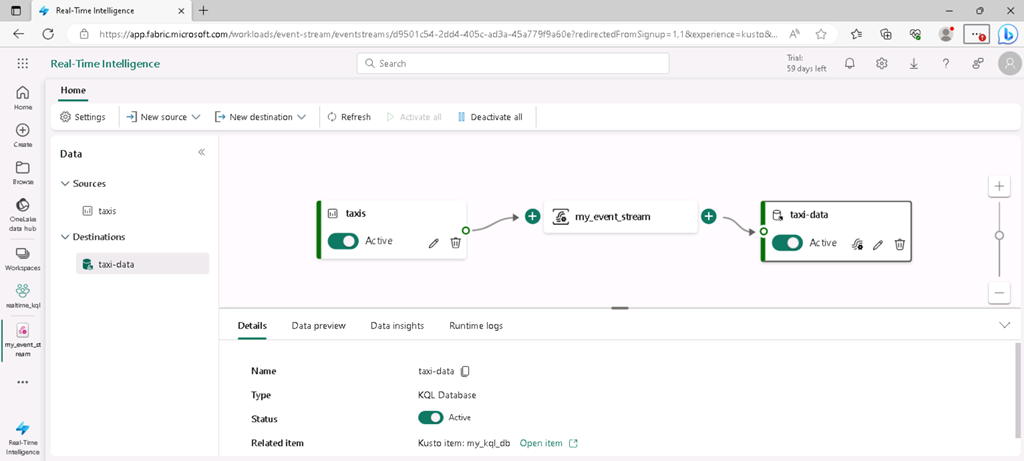 Real-Time Intelligence
https://app.fabric.microsoft.com/workloads/event-stream/eventstreams/d9501c54-2dd4-405c-ad3a-45a779f9a60e?redirectedFromSignup=1,1&experience=kusto&...
Real-Time Intelligence
Search
Trial:
59 days left
Home
Settings
New source
New destination
Refresh
Activate all
Deactivate all
Home
Create
Browse
OneLake
data hub
Workspaces
realtime_kql
my_event_st
ream
Real-Time
Intelligence
Data
Sources
taxis
Destinations
taxi-data
taxis
Active
my_event_stream
taxi-data
Active
Details
Data preview
Data insights
Runtime logs
Name
taxi-data
Type
KQL Database
Status
Active
Related item
Kusto item: my_kql_db
Open item